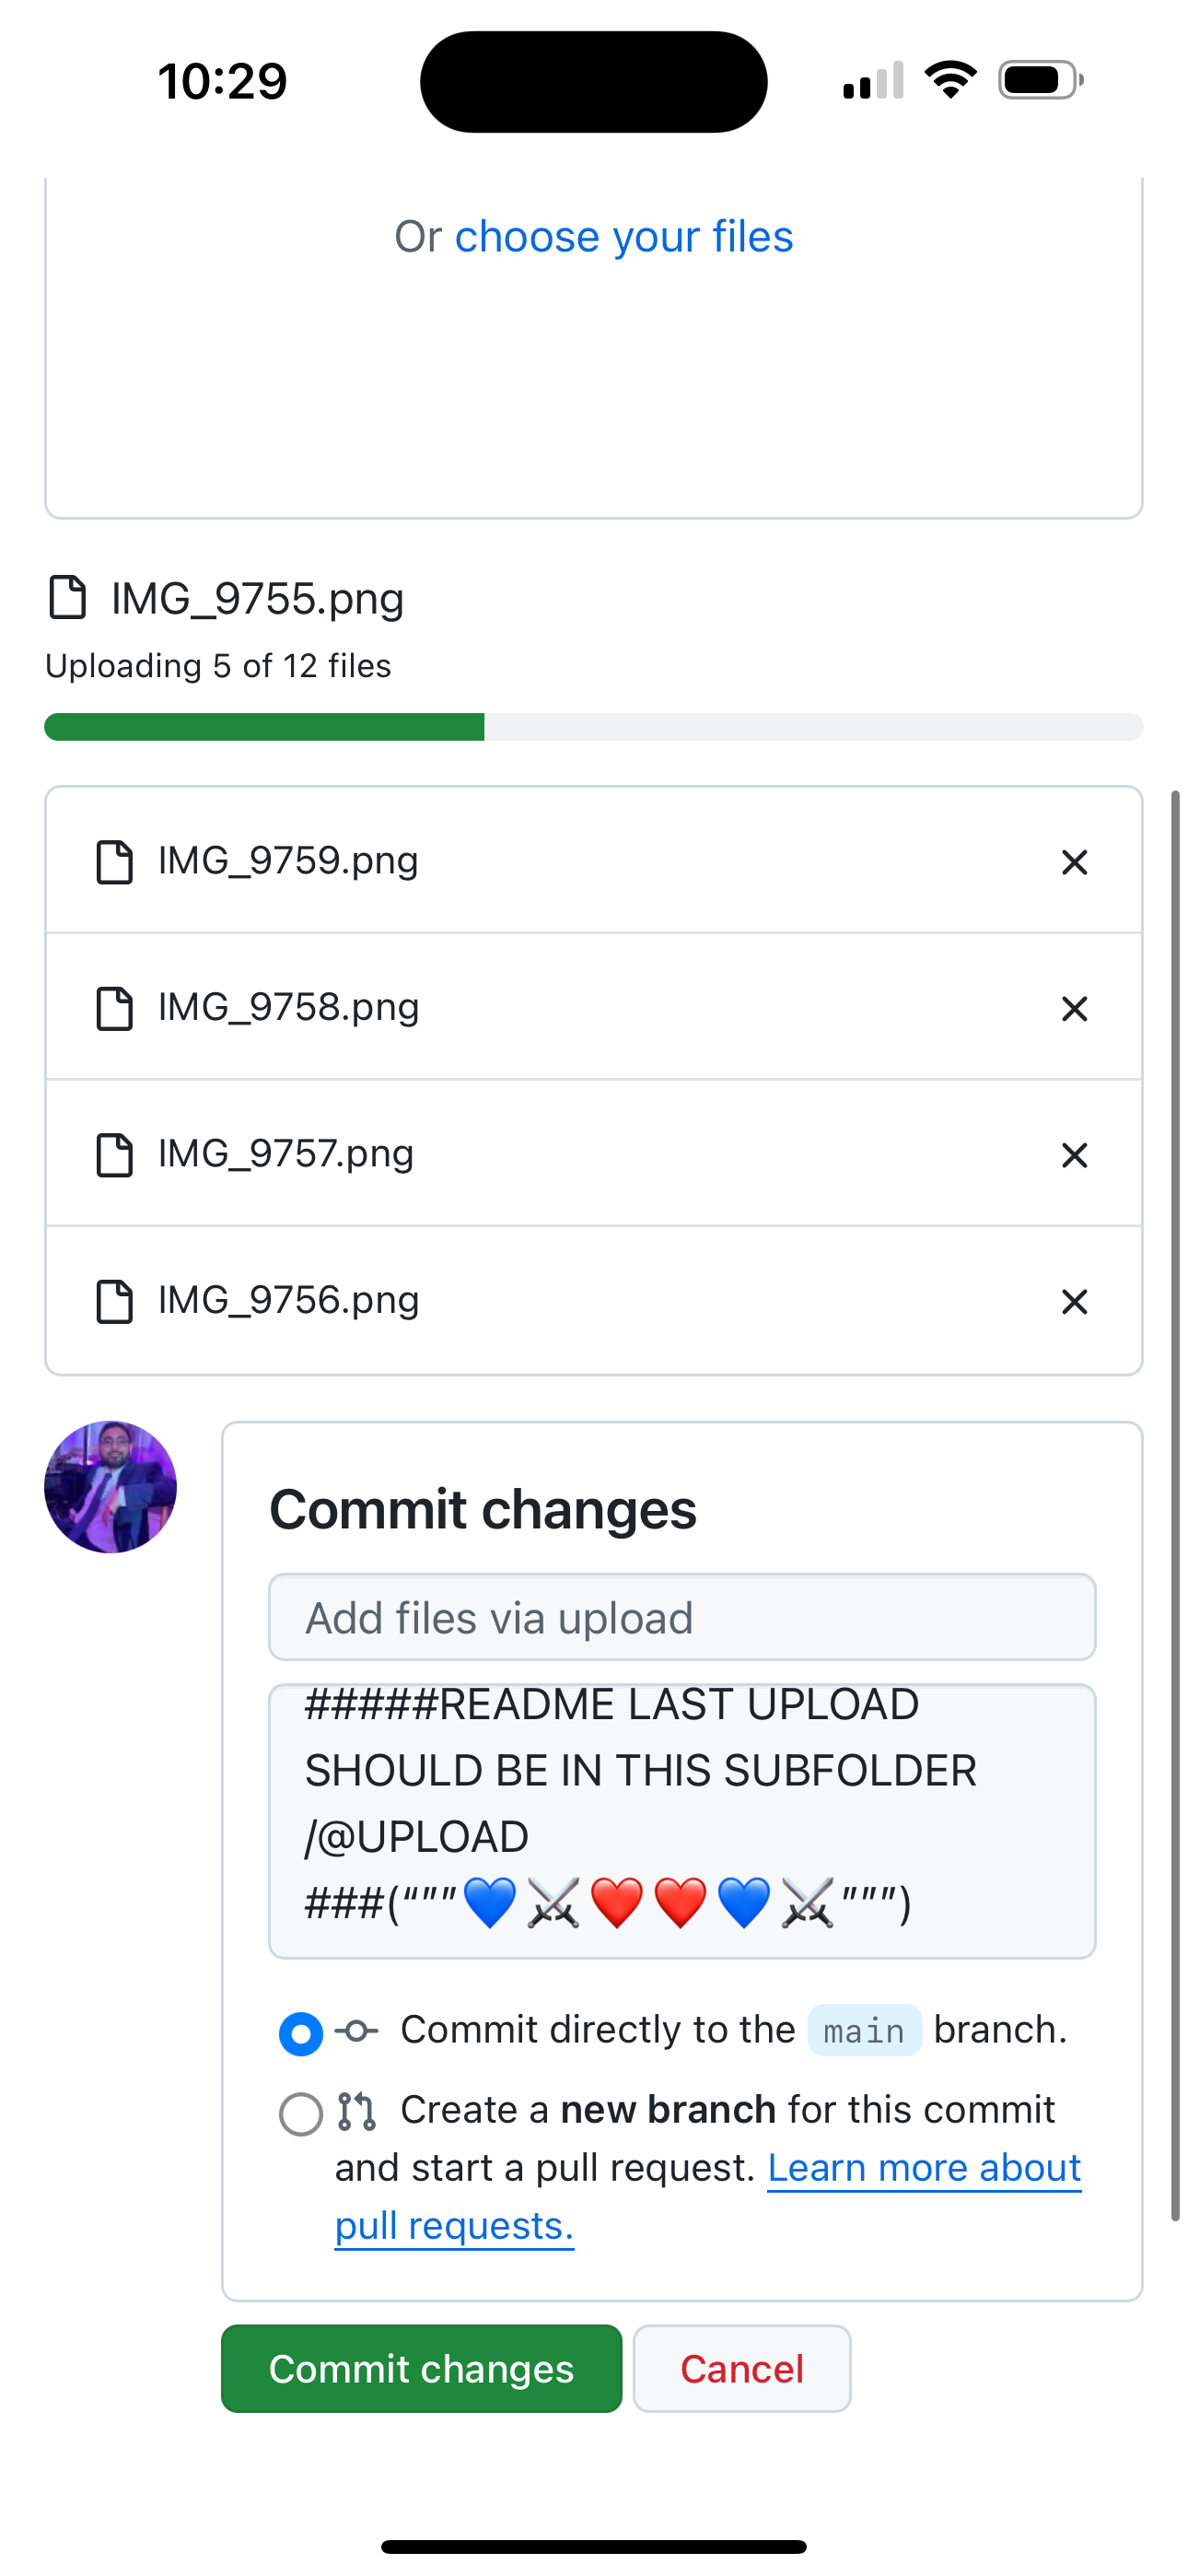 10:29
Or choose your files
IMG_9755.png
Uploading 5 of 12 files
IMG_9759.png
IMG_9758.png
IMG_9757.png
IMG_9756.png
Commit changes
Add files via upload
#####README LAST UPLOAD
SHOULD BE IN THIS SUBFOLDER
/@UPLOAD
###(“””💙⚔️❤️❤️💙⚔️”””)
Commit directly to the main branch.
Create a new branch for this commit
and start a pull request. Learn more about
pull requests.
Commit changes
Cancel